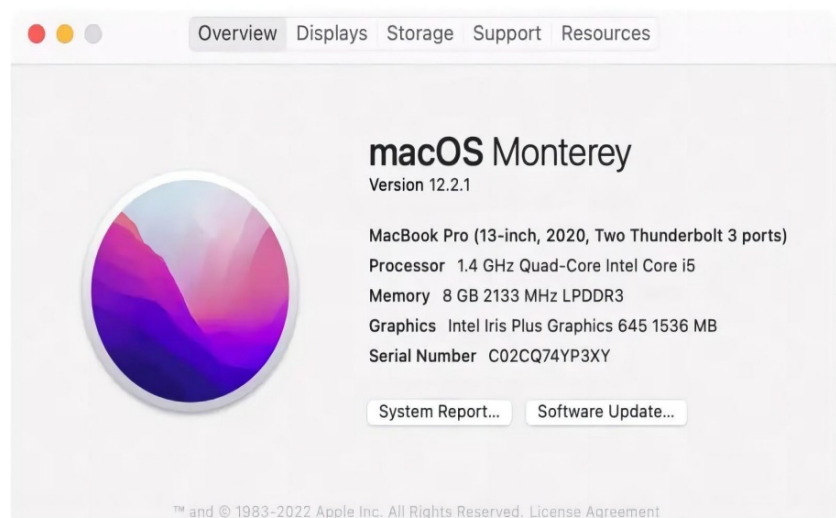 Overview Displays Storage Support Resources
macOS Monterey
Version 12.2.1
MacBook Pro (13-inch, 2020, Two Thunderbolt 3 ports)
Processor 1.4 GHz Quad-Core Intel Core i5
Memory 8 GB 2133 MHz LPDDR3
Graphics Intel Iris Plus Graphics 645 1536 MB
Serial Number C02CQ74YP3XY
System Report... Software Update...
™ and © 1983-2022 Apple Inc. All Rights Reserved. License Agreement